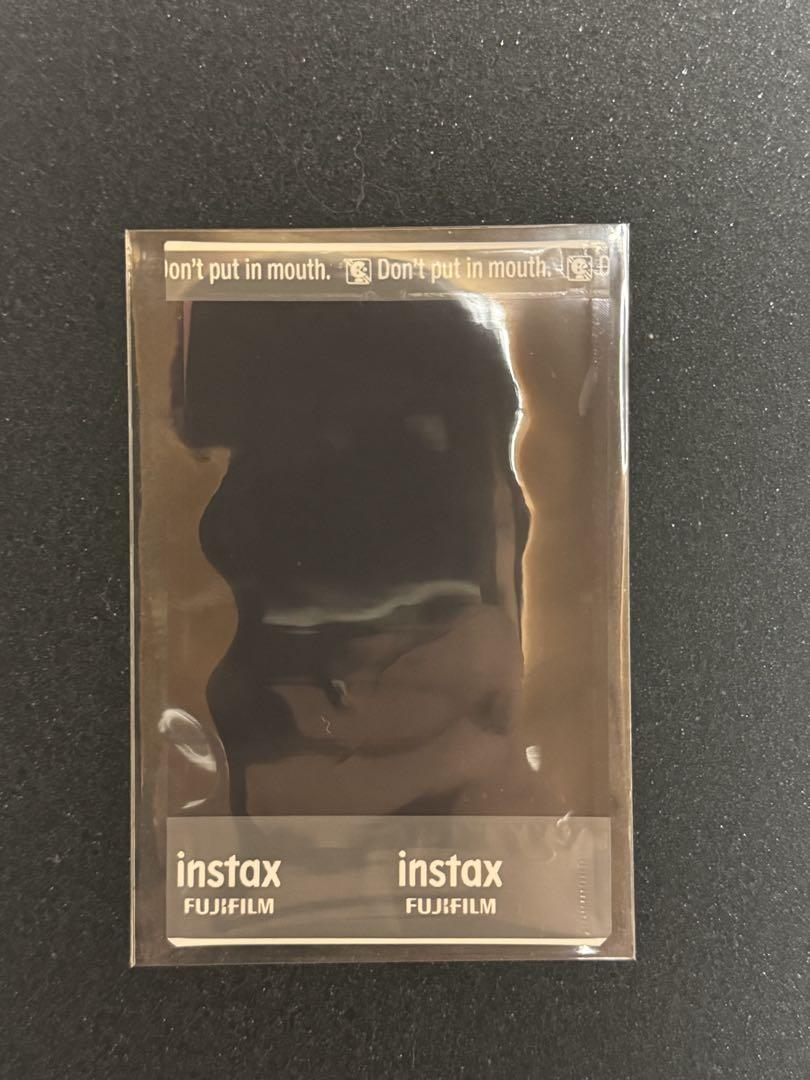 on't put in mouth. Don't put in mouth. D
instax instax
FUJIFILM FUJIFILM